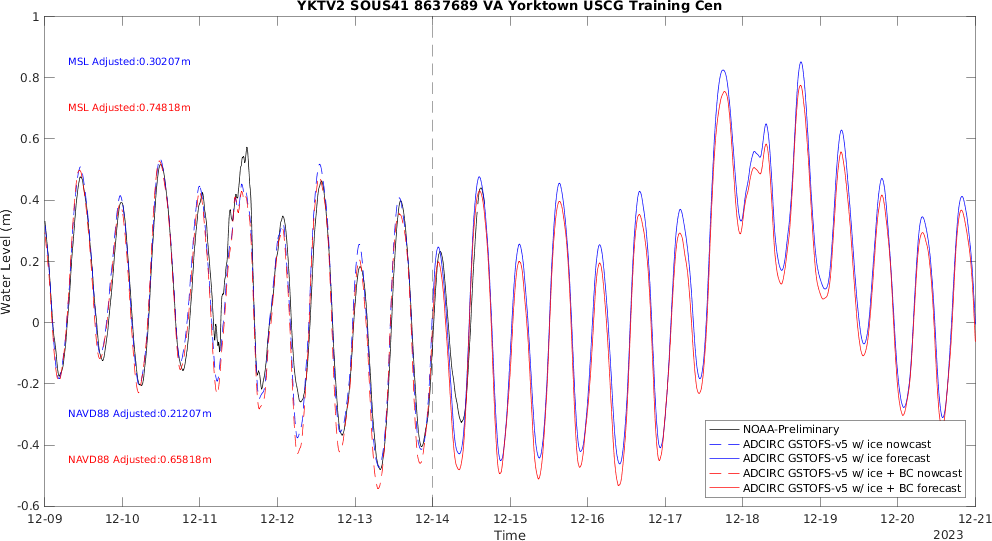 YKTV2 SOUS41 8637689 VA Yorktown USCG Training Cen
1
0.8
0.6
0.4
0.2
0
-0.2
-0.4
-0.6
Water Level (m)
MSL Adjusted:0.30207m
MSL Adjusted:0.74818m
NAVD88 Adjusted:0.21207m
NAVD88 Adjusted:0.65818m
NOAA-Preliminary
ADCIRC GSTOFS-v5 w/ ice nowcast
ADCIRC GSTOFS-v5 w/ ice forecast
ADCIRC GSTOFS-v5 w/ ice + BC nowcast
ADCIRC GSTOFS-v5 w/ ice + BC forecast
12-09 12-10 12-11 12-12 12-13 12-14 12-15 12-16 12-17 12-18 12-19 12-20 12-21
Time
2023